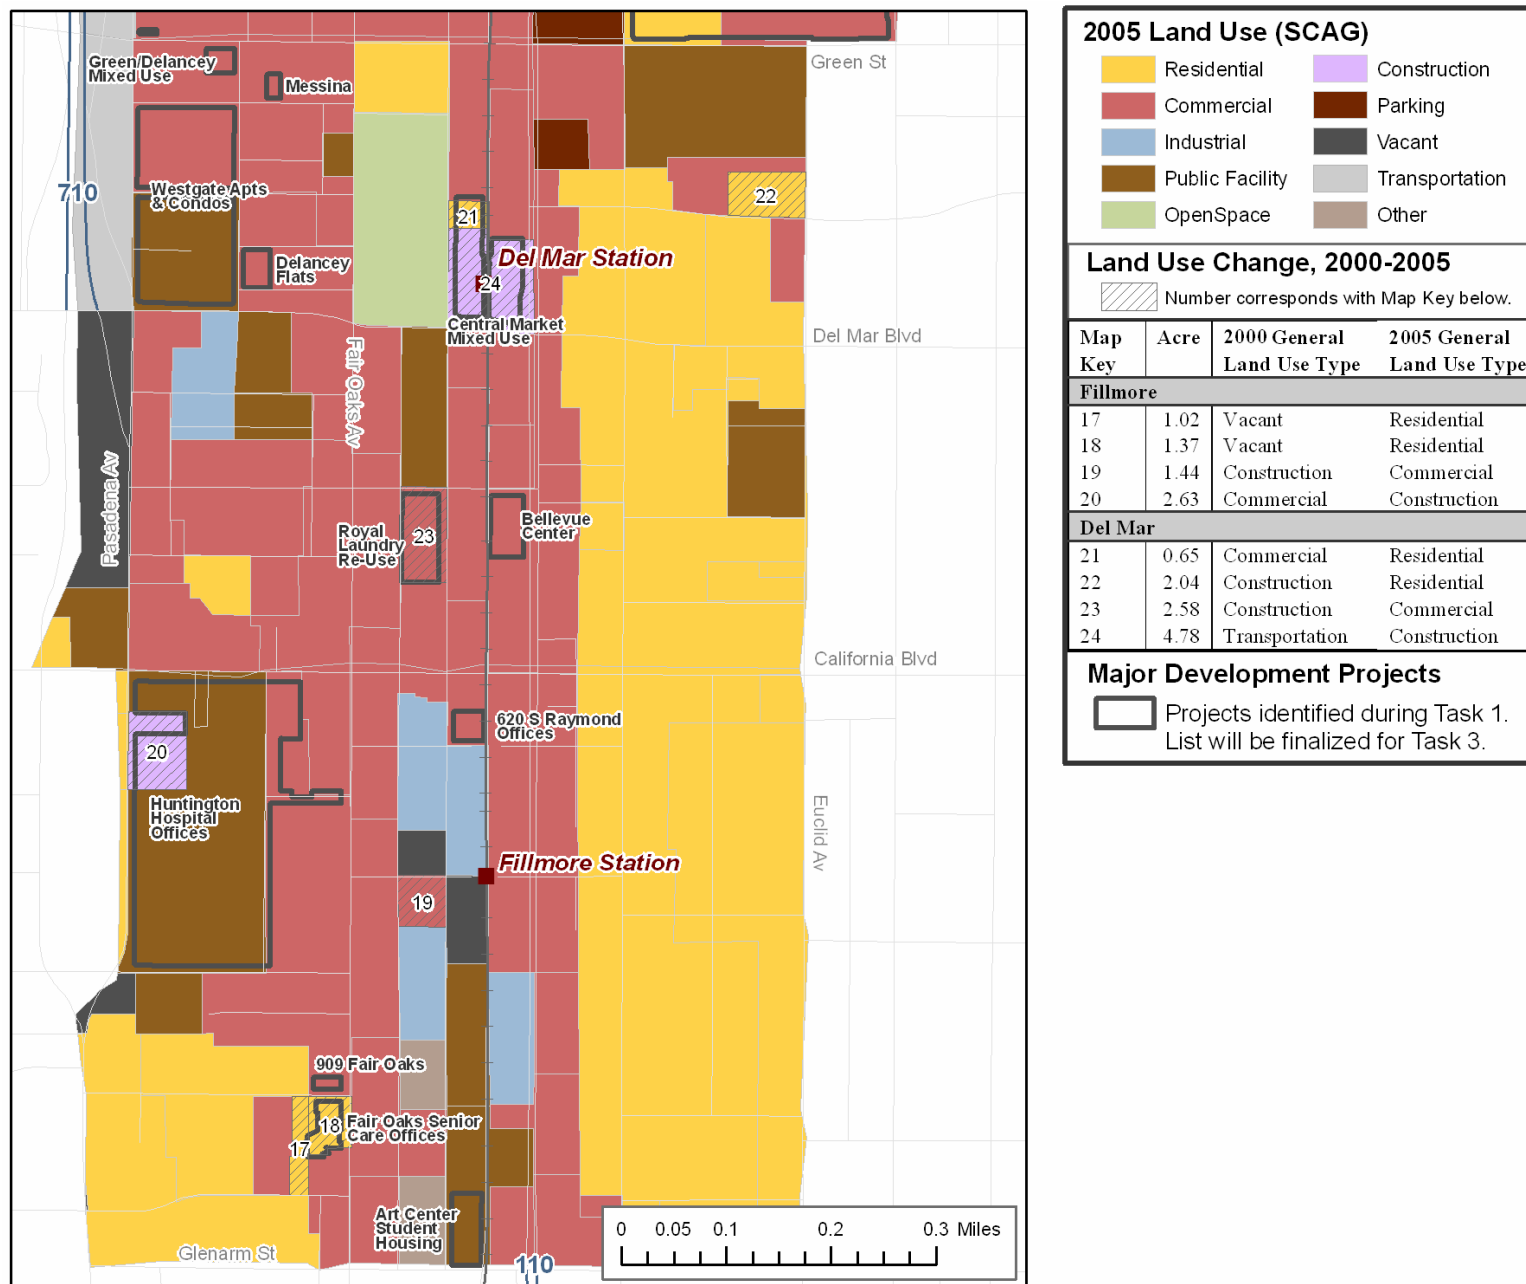 Green St
Green/Delancey
Mixed Use
Messina
710
Westgate Apts
& Condos
22
21
Del Mar Station
Delancey
Flats
24
Central Market
Mixed Use
Del Mar Blvd
Fair Oaks Av
Pasadena Av
Royal
Laundry
Re-Use
23
Bellevue
Center
California Blvd
620 S Raymond
Offices
20
Huntington
Hospital
Offices
Euclid Av
Fillmore Station
19
909 Fair Oaks
18
Fair Oaks Senior
Care Offices
17
Art Center
Student
Housing
Glenarm St
110
0 0.05 0.1 0.2 0.3 Miles
2005 Land Use (SCAG)
Residential Construction
Commercial Parking
Industrial Vacant
Public Facility Transportation
OpenSpace Other
Land Use Change, 2000-2005
Number corresponds with Map Key below.
Map Acre 2000 General 2005 General
Key Land Use Type Land Use Type
Fillmore
17 1.02 Vacant Residential
18 1.37 Vacant Residential
19 1.44 Construction Commercial
20 2.63 Commercial Construction
Del Mar
21 0.65 Commercial Residential
22 2.04 Construction Residential
23 2.58 Construction Commercial
24 4.78 Transportation Construction
Major Development Projects
Projects identified during Task 1.
List will be finalized for Task 3.